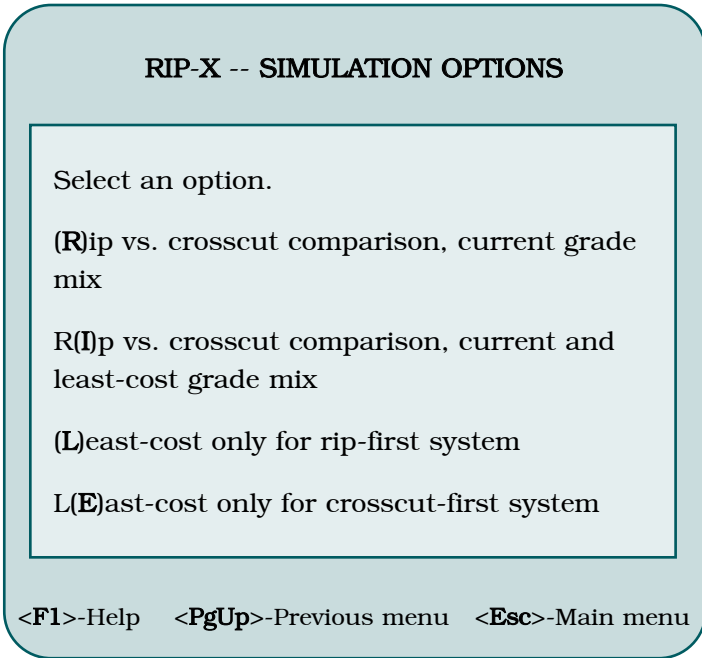 RIP-X -- SIMULATION OPTIONS
Select an option.
(R)ip vs. crosscut comparison, current grade
mix
R(I)p vs. crosscut comparison, current and
least-cost grade mix
(L)east-cost only for rip-first system
L(E)ast-cost only for crosscut-first system
<F1>-Help <PgUp>-Previous menu <Esc>-Main menu